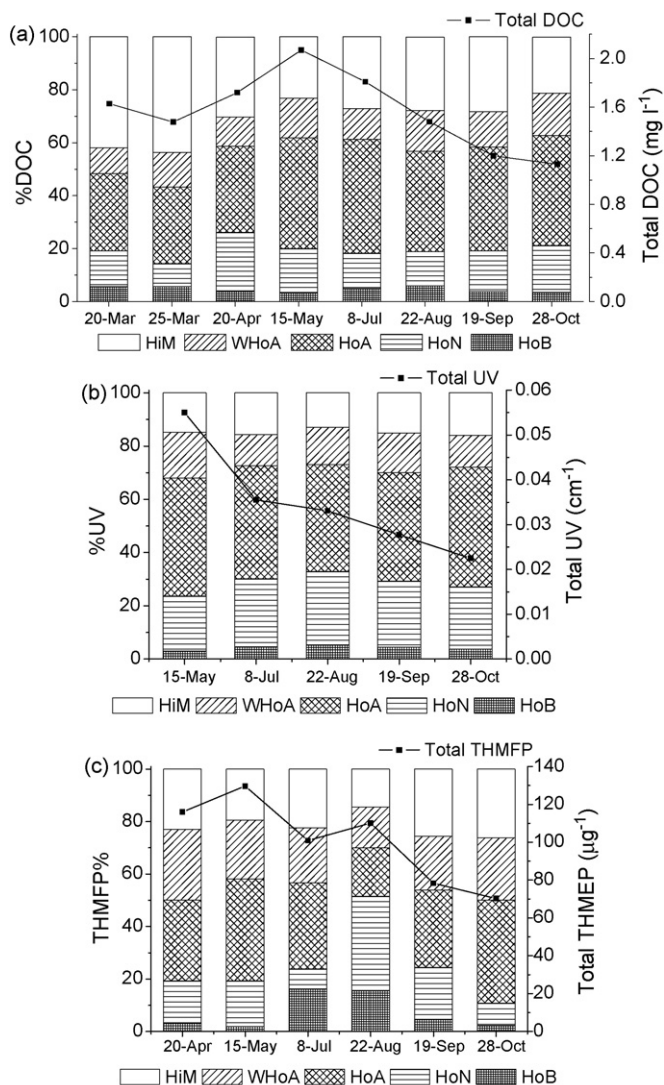 (a)
Total DOC
100
80
60
40
20
0
%DOC
2.0
1.6
1.2
0.8
0.4
0.0
Total DOC (mg l-1)
20-Mar 25-Mar 20-Apr 15-May 8-Jul 22-Aug 19-Sep 28-Oct
HiM WHoA HoA HoN HoB
(b)
Total UV
100
80
60
40
20
0
%UV
0.06
0.05
0.04
0.03
0.02
0.01
0.00
Total UV (cm-1)
15-May 8-Jul 22-Aug 19-Sep 28-Oct
HiM WHoA HoA HoN HoB
(c)
Total THMFP
100
80
60
40
20
0
THMFP%
140
120
100
80
60
40
20
0
Total THMEP (µg-1)
20-Apr 15-May 8-Jul 22-Aug 19-Sep 28-Oct
HiM WHoA HoA HoN HoB